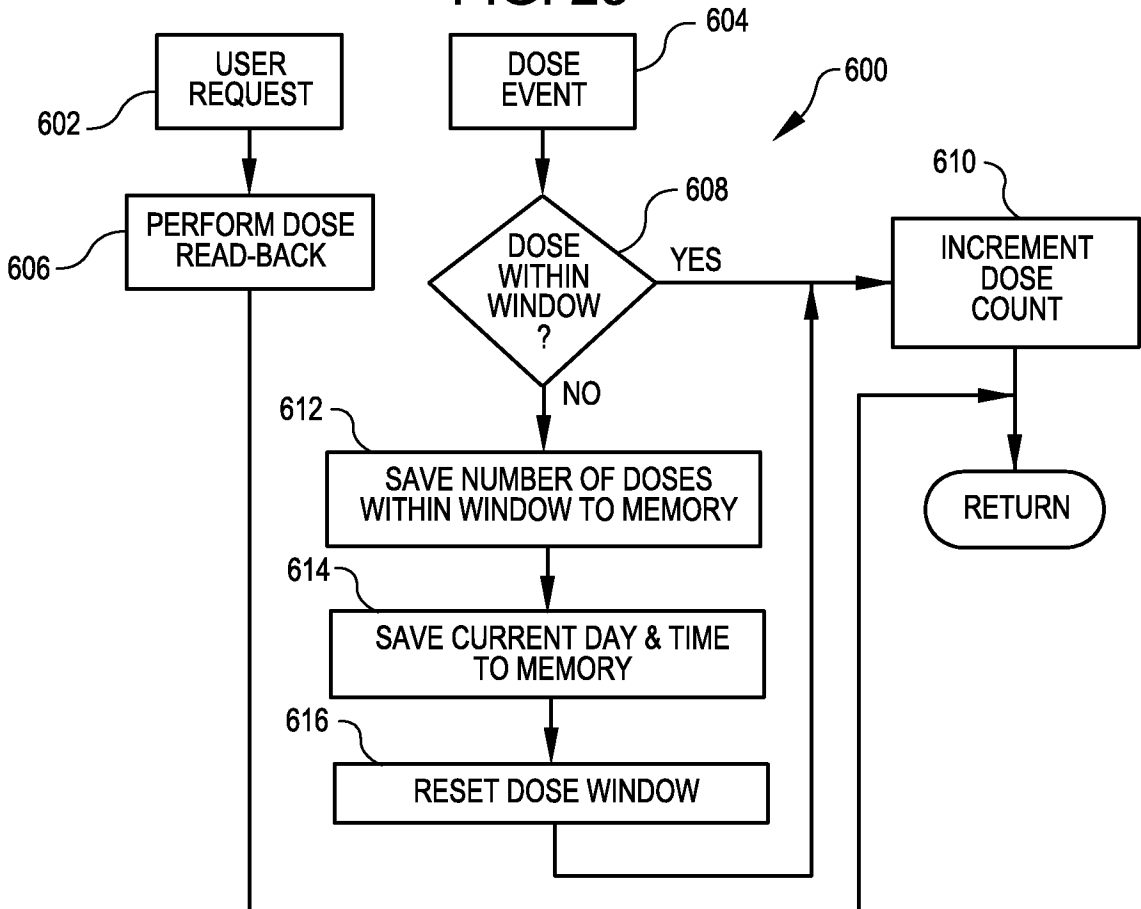 604
USER
REQUEST
DOSE
EVENT
600
602
610
608
PERFORM DOSE
READ-BACK
606
DOSE
WITHIN
WINDOW
?
YES
INCREMENT
DOSE
COUNT
NO
612
SAVE NUMBER OF DOSES
WITHIN WINDOW TO MEMORY
RETURN
614
SAVE CURRENT DAY & TIME
TO MEMORY
616
RESET DOSE WINDOW